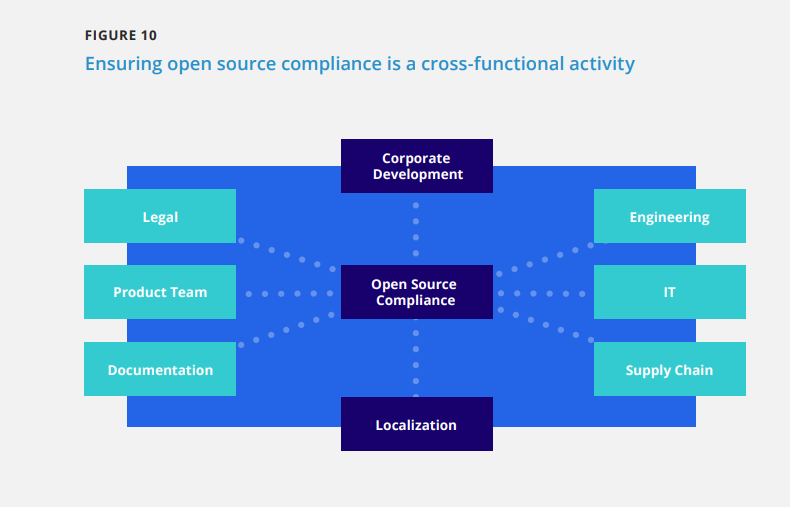 FIGURE 10
Ensuring open source compliance is a cross-functional activity
Corporate
Development
Legal
Engineering
Product Team
Open Source
Compliance
IT
Documentation
Supply Chain
Localization